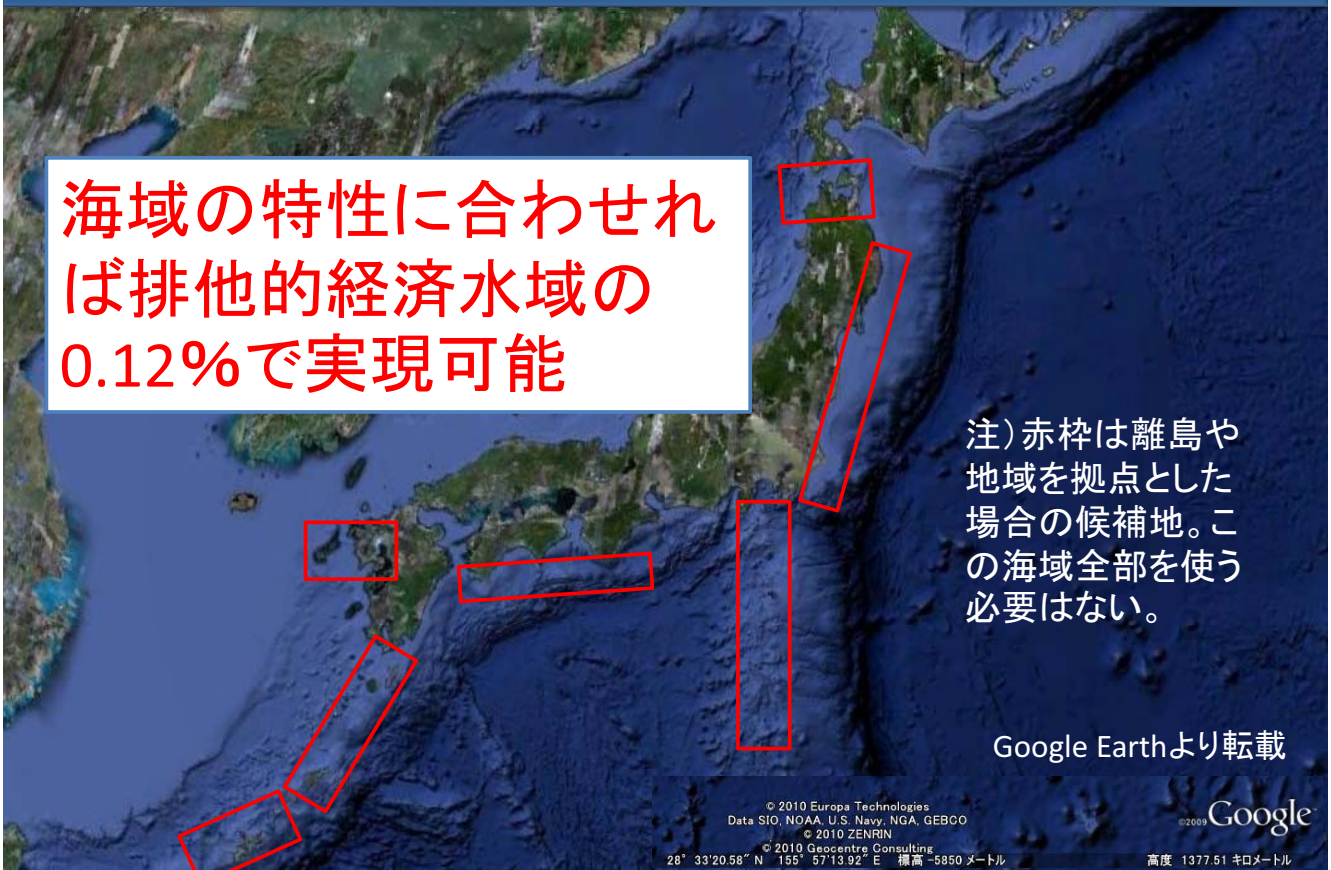 海域の特性に合わせれ
ば排他的経済水域の
0.12%で実現可能
注)赤枠は離島や
地域を拠点とした
場合の候補地。こ
の海域全部を使う
必要はない。
Google Earthより転載
© 2010 Europa Technologies
Data SIO, NOAA, U.S. Navy, NGA, GEBCO
© 2010 ZENRIN
© 2010 Geocentre Consulting
©2009 Google
28° 33'20.58" N 155° 57'13.92" E 標高 -5850 メートル
高度 1377.51 キロメートル